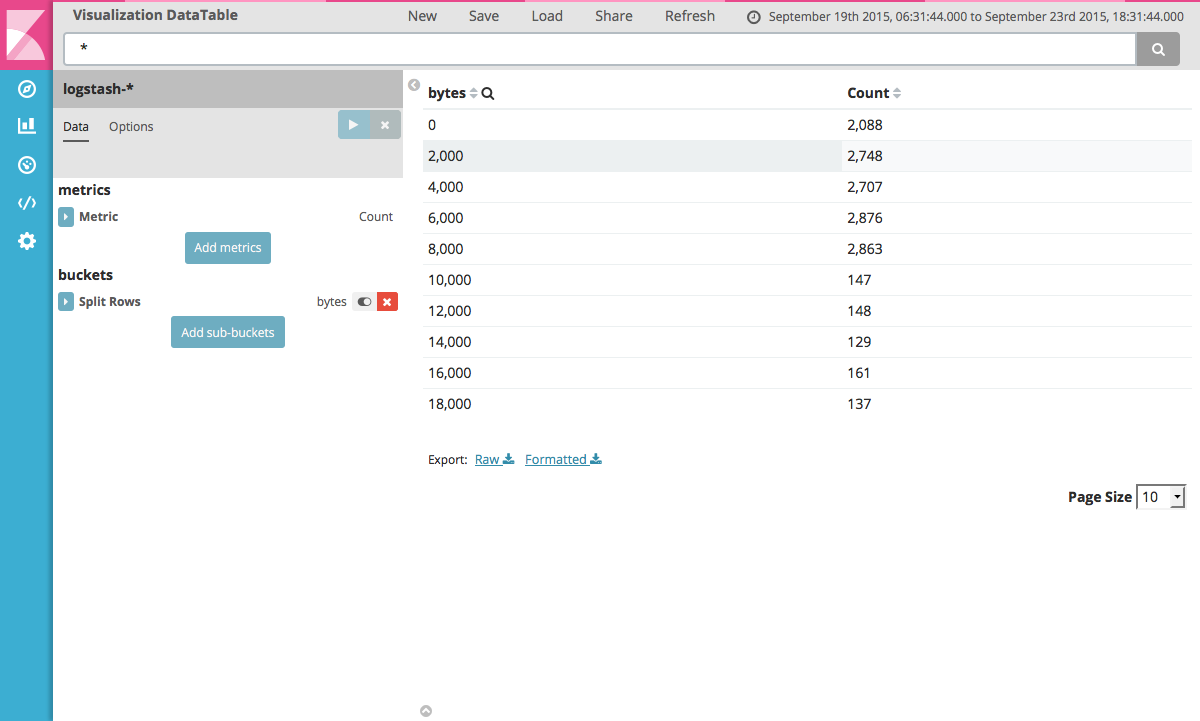 Visualization DataTable New Save Load Share Refresh September 19th 2015, 06:31:44.000 to September 23rd 2015, 18:31:44.000
*
logstash-*
Data Options
metrics
Metric Count
Add metrics
buckets
Split Rows bytes
Add sub-buckets
bytes Count
0 2,088
2,000 2,748
4,000 2,707
6,000 2,876
8,000 2,863
10,000 147
12,000 148
14,000 129
16,000 161
18,000 137
Export: Raw Formatted
Page Size 10